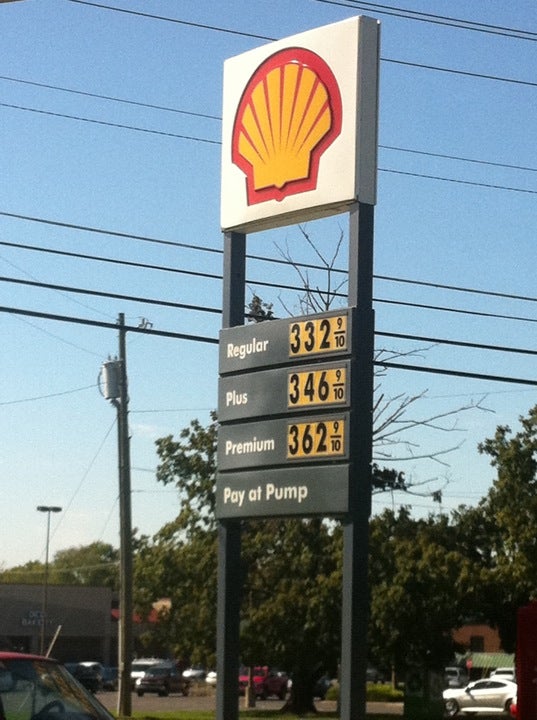 Regular 332 9/10
Plus 346 9/10
Premium 362 9/10
Pay at Pump